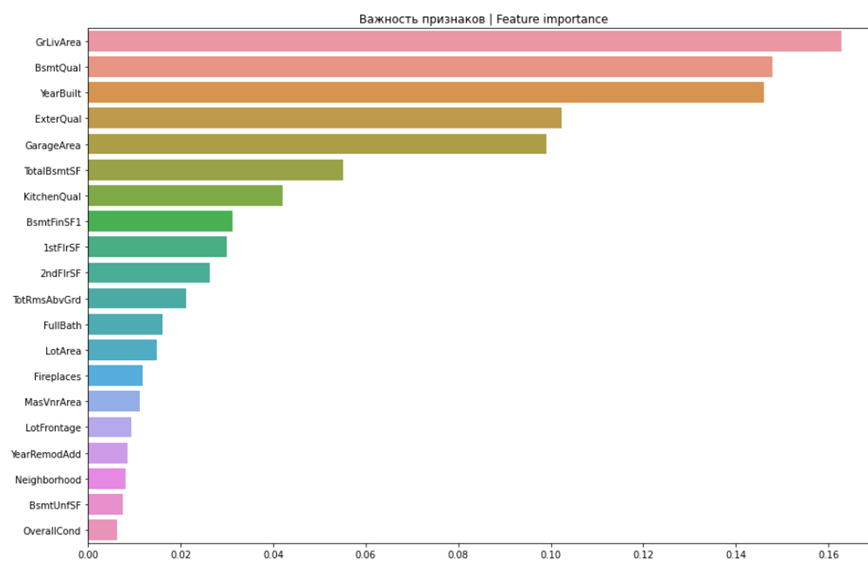 Важность признаков | Feature importance
GrLivArea
BsmtQual
YearBuilt
ExterQual
GarageArea
TotalBsmtSF
KitchenQual
BsmtFinSF1
1stFlrSF
2ndFlrSF
TotRmsAbvGrd
FullBath
LotArea
Fireplaces
MasVnrArea
LotFrontage
YearRemodAdd
Neighborhood
BsmtUnfSF
OverallCond
0.00 0.02 0.04 0.06 0.08 0.10 0.12 0.14 0.16